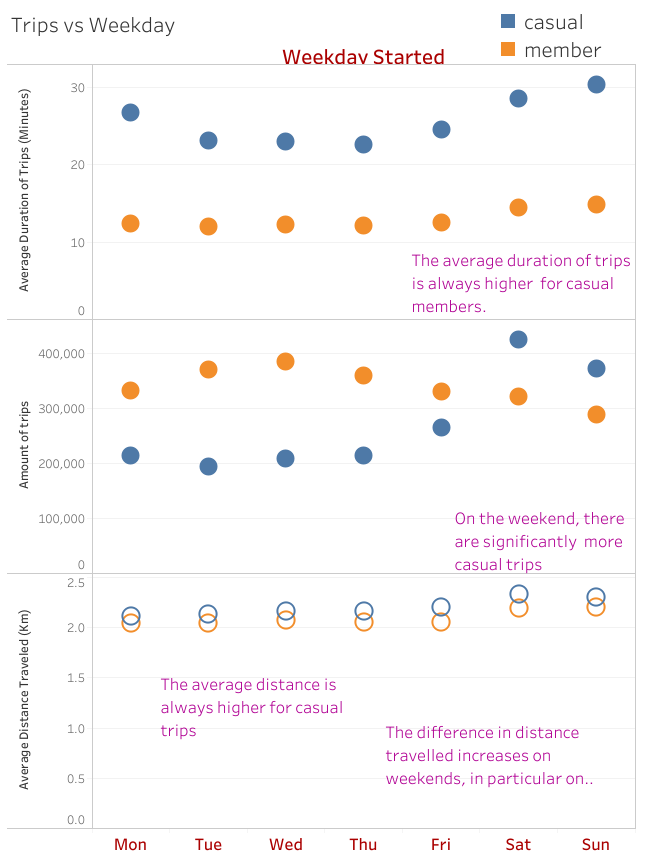 Trips vs Weekday
casual
member
Weekday Started
Average Duration of Trips (Minutes)
30
20
10
0
The average duration of trips
is always higher for casual
members.
Amount of trips
400,000
300,000
200,000
100,000
0
On the weekend, there
are significantly more
casual trips
Average Distance Traveled (Km)
2.5
2.0
1.5
1.0
0.5
0.0
The average distance is
always higher for casual
trips
The difference in distance
travelled increases on
weekends, in particular on..
Mon Tue Wed Thu Fri Sat Sun